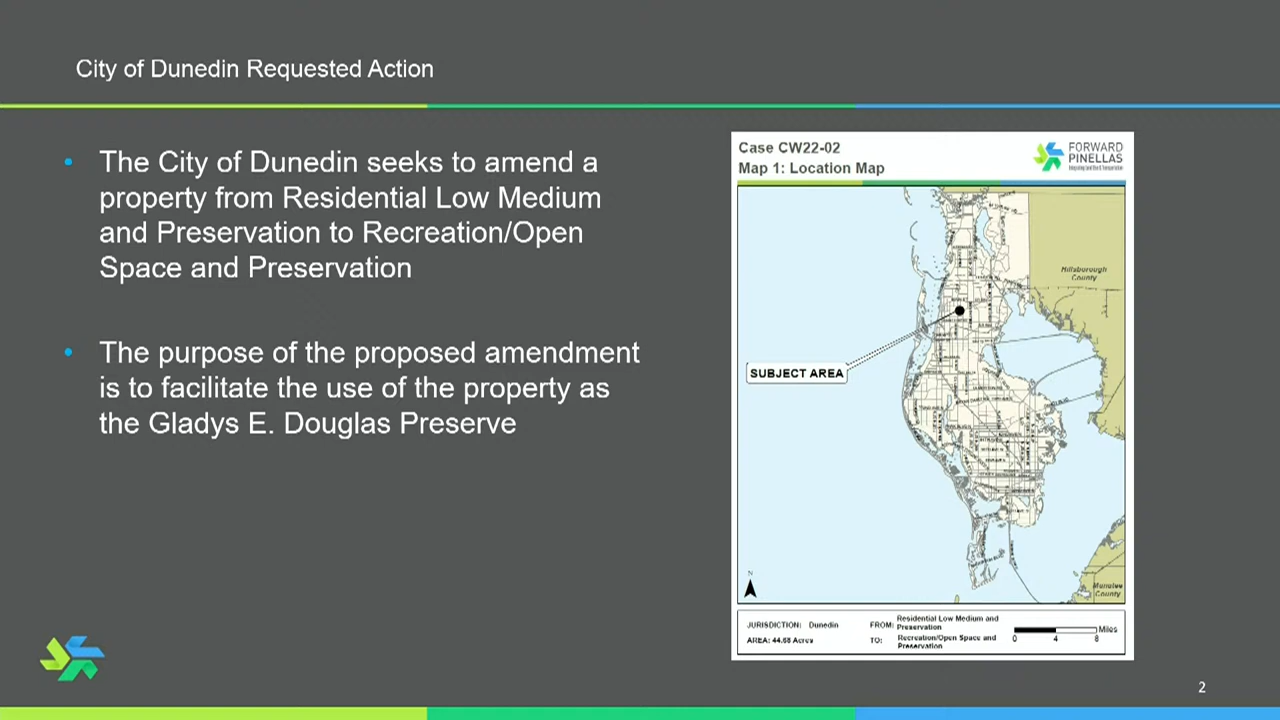 City of Dunedin Requested Action
• The City of Dunedin seeks to amend a
property from Residential Low Medium
and Preservation to Recreation/Open
Space and Preservation
• The purpose of the proposed amendment
is to facilitate the use of the property as
the Gladys E. Douglas Preserve
Case CW22-02
Map 1: Location Map
FORWARD
PINELLAS
Hillsborough
County
SUBJECT AREA
N
Manatee
County
JURISDICTION: Dunedin
AREA: 44.68 Acres
FROM: Residential Low Medium and
Preservation
TO: Recreation/Open Space and
Preservation
Miles
0 4 8
2